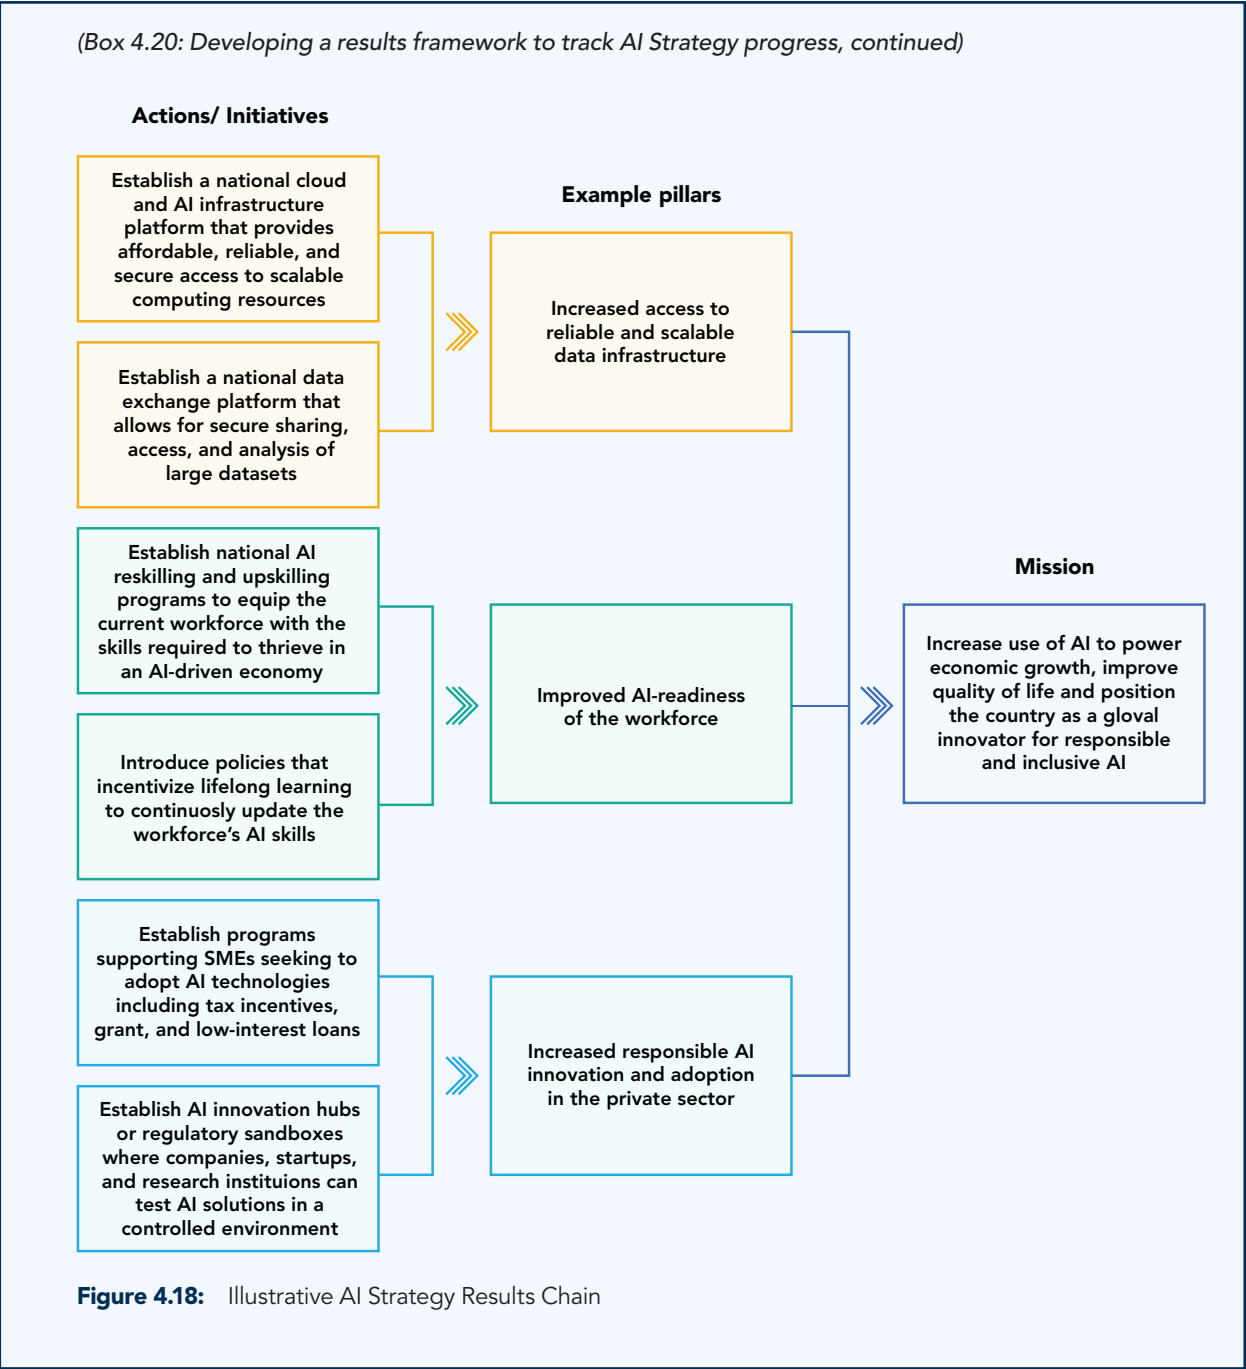 (Box 4.20: Developing a results framework to track AI Strategy progress, continued)
Actions/ Initiatives
Establish a national cloud
and AI infrastructure
platform that provides
affordable, reliable, and
secure access to scalable
computing resources
Establish a national data
exchange platform that
allows for secure sharing,
access, and analysis of
large datasets
Establish national AI
reskilling and upskilling
programs to equip the
current workforce with the
skills required to thrieve in
an AI-driven economy
Introduce policies that
incentivize lifelong learning
to continuosly update the
workforce's AI skills
Establish programs
supporting SMEs seeking to
adopt AI technologies
including tax incentives,
grant, and low-interest loans
Establish AI innovation hubs
or regulatory sandboxes
where companies, startups,
and research instituions can
test AI solutions in a
controlled environment
Example pillars
Increased access to
reliable and scalable
data infrastructure
Improved AI-readiness
of the workforce
Increased responsible AI
innovation and adoption
in the private sector
Mission
Increase use of AI to power
economic growth, improve
quality of life and position
the country as a gloval
innovator for responsible
and inclusive AI
Figure 4.18: Illustrative AI Strategy Results Chain